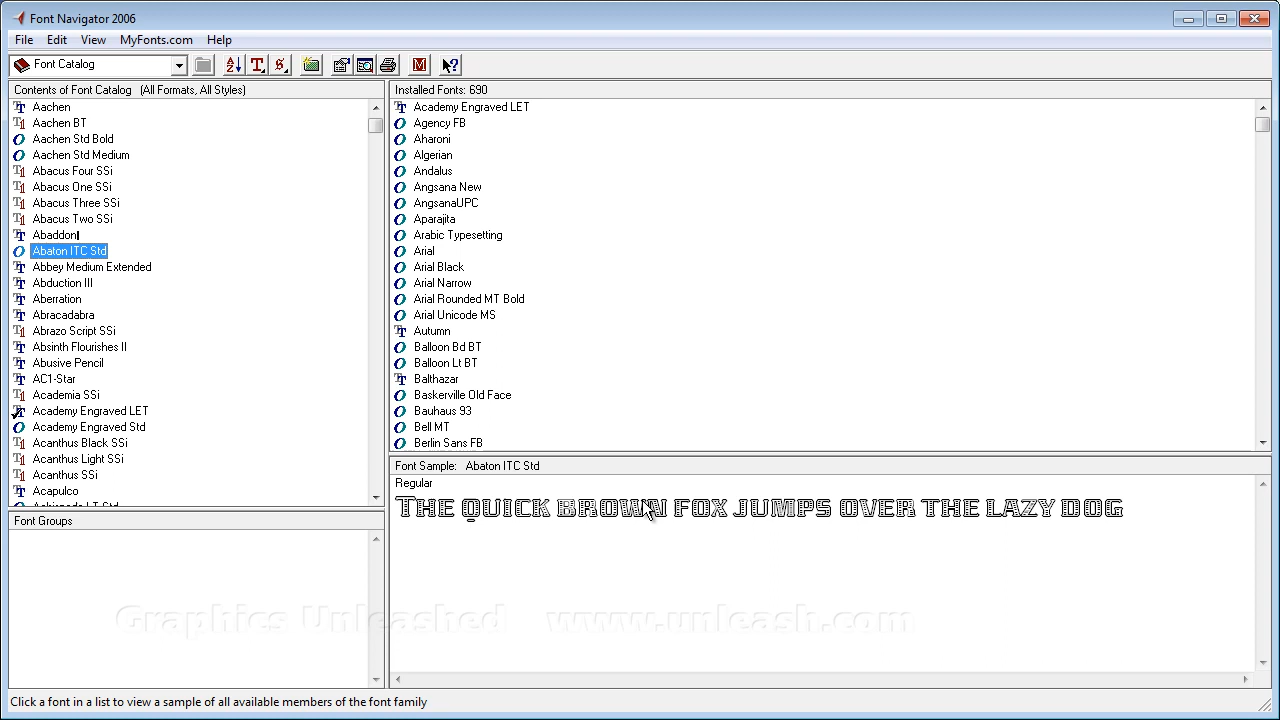 Font Navigator 2006
File Edit View MyFonts.com Help
Font Catalog
Contents of Font Catalog (All Formats, All Styles)
Aachen
Aachen BT
Aachen Std Bold
Aachen Std Medium
Abacus Four SSi
Abacus One SSi
Abacus Three SSi
Abacus Two SSi
Abaddoni
Abaton ITC Std
Abbey Medium Extended
Abduction III
Aberration
Abracadabra
Abrazo Script SSi
Absinth Flourishes II
Abusive Pencil
AC1-Star
Academia SSi
Academy Engraved LET
Academy Engraved Std
Acanthus Black SSi
Acanthus Light SSi
Acanthus SSi
Acapulco
Installed Fonts: 690
Academy Engraved LET
Agency FB
Aharoni
Algerian
Andalus
Angsana New
AngsanaUPC
Aparajita
Arabic Typesetting
Arial
Arial Black
Arial Narrow
Arial Rounded MT Bold
Arial Unicode MS
Autumn
Balloon Bd BT
Balloon Lt BT
Balthazar
Baskerville Old Face
Bauhaus 93
Bell MT
Berlin Sans FB
Font Sample: Abaton ITC Std
Regular
The quick brown fox jumps over the lazy dog
Font Groups
Graphics Unleashed www.unleash.com
Click a font in a list to view a sample of all available members of the font family